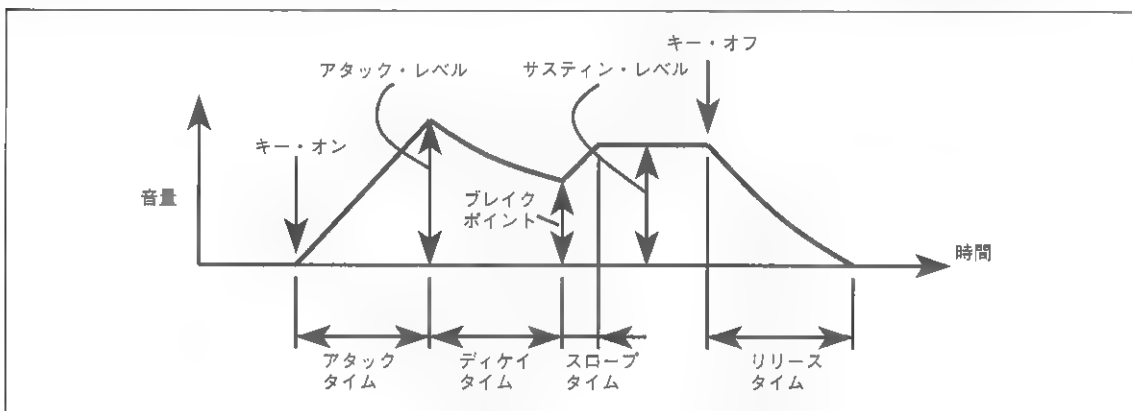 キー・オフ
アタック・レベル
サスティン・レベル
キー・オン
音量
ブレイク
ポイント
時間
アタック
タイム
ディケイ
タイム
スロープ
タイム
リリース
タイム